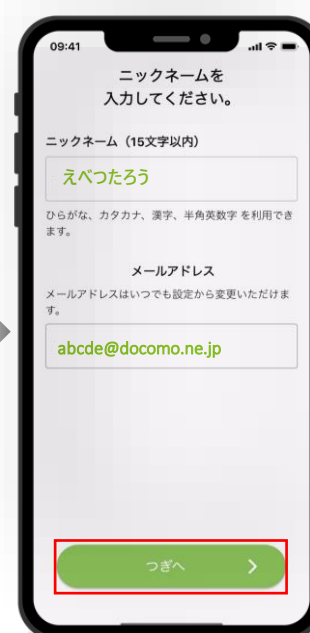 09:41
ニックネームを
入力してください。
ニックネーム（15文字以内）
えべつたろう
ひらがな、カタカナ、漢字、半角英数字 を利用でき
ます。
メールアドレス
メールアドレスはいつでも設定から変更いただけま
す。
abcde@docomo.ne.jp
つぎへ